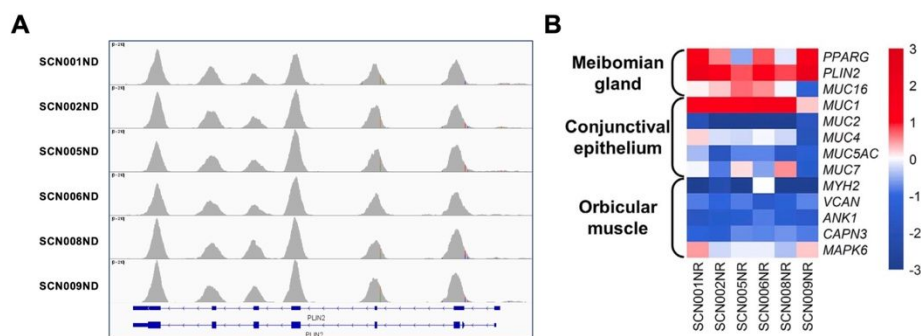 A
SCN001ND
SCN002ND
SCN005ND
SCN006ND
SCN008ND
SCN009ND
PLIN2
PLIN2
B
Meibomian
gland
Conjunctival
epithelium
Orbicular
muscle
PPARG
PLIN2
MUC16
MUC1
MUC2
MUC4
MUC5AC
MUC7
MYH2
VCAN
ANK1
CAPN3
MAPK6
SCN001NR
SCN002NR
SCN005NR
SCN006NR
SCN008NR
SCN009NR
3
2
1
0
-1
-2
-3